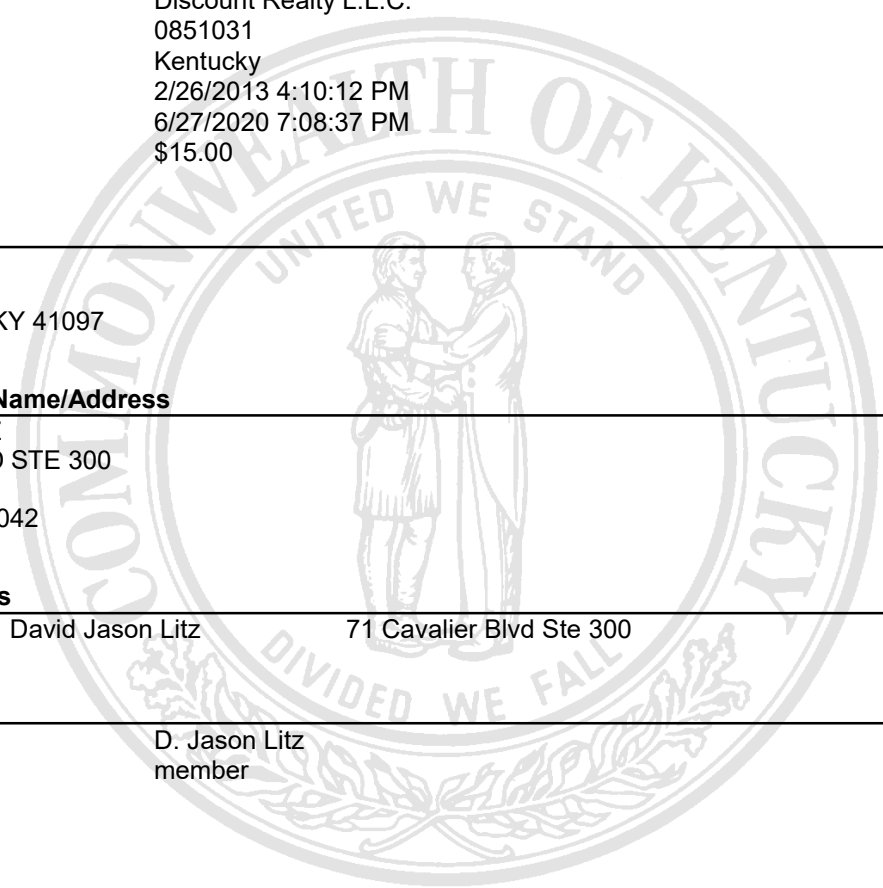 Discount Realty L.L.C.
0851031
Kentucky
2/26/2013 4:10:12 PM
6/27/2020 7:08:37 PM
$15.00
KY 41097
Name/Address
STE 300
042
s
David Jason Litz 71 Cavalier Blvd Ste 300
D. Jason Litz
member
COMMONWEALTH OF KENTUCKY
UNITED WE STAND
DIVIDED WE FALL